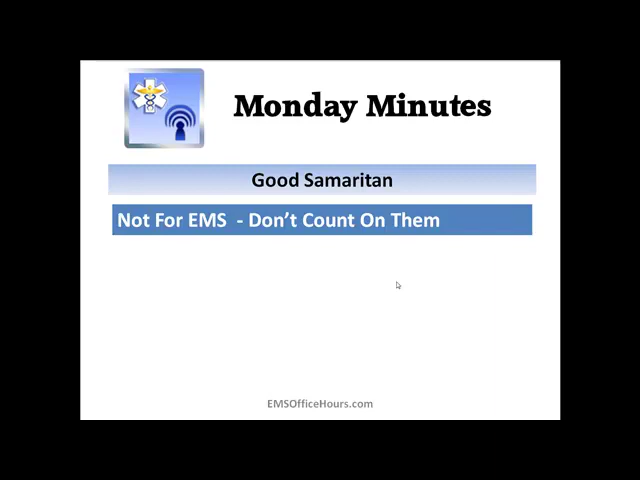 Monday Minutes
Good Samaritan
Not For EMS - Don't Count On Them
EMSOfficeHours.com